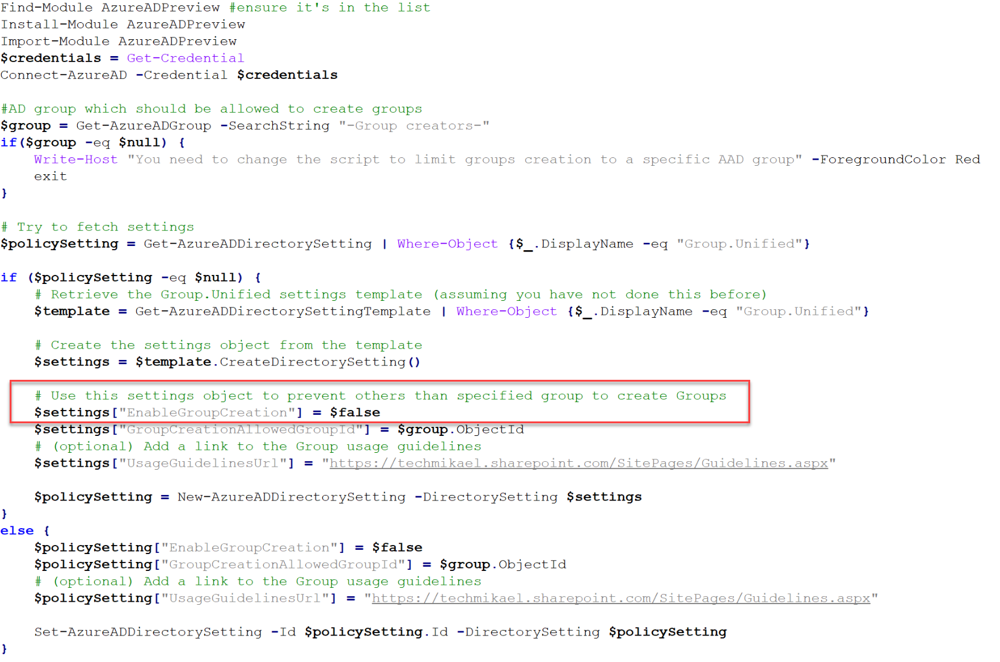 Find-Module AzureADPreview #ensure it's in the list
Install-Module AzureADPreview
Import-Module AzureADPreview
$credentials = Get-Credential
Connect-AzureAD -Credential $credentials

#AD group which should be allowed to create groups
$group = Get-AzureADGroup -SearchString "-Group creators-"
if($group -eq $null) {
    Write-Host "You need to change the script to limit groups creation to a specific AAD group" -ForegroundColor Red
    exit
}

# Try to fetch settings
$policySetting = Get-AzureADDirectorySetting | Where-Object {$_.DisplayName -eq "Group.Unified"}

if ($policySetting -eq $null) {
    # Retrieve the Group.Unified settings template (assuming you have not done this before)
    $template = Get-AzureADDirectorySettingTemplate | Where-Object {$_.DisplayName -eq "Group.Unified"}

    # Create the settings object from the template
    $settings = $template.CreateDirectorySetting()

    # Use this settings object to prevent others than specified group to create Groups
    $settings["EnableGroupCreation"] = $false
    $settings["GroupCreationAllowedGroupId"] = $group.ObjectId
    # (optional) Add a link to the Group usage guidelines
    $settings["UsageGuidelinesUrl"] = "https://techmikael.sharepoint.com/SitePages/Guidelines.aspx"

    $policySetting = New-AzureADDirectorySetting -DirectorySetting $settings
}
else {
    $policySetting["EnableGroupCreation"] = $false
    $policySetting["GroupCreationAllowedGroupId"] = $group.ObjectId
    # (optional) Add a link to the Group usage guidelines
    $policySetting["UsageGuidelinesUrl"] = "https://techmikael.sharepoint.com/SitePages/Guidelines.aspx"

    Set-AzureADDirectorySetting -Id $policySetting.Id -DirectorySetting $policySetting
}